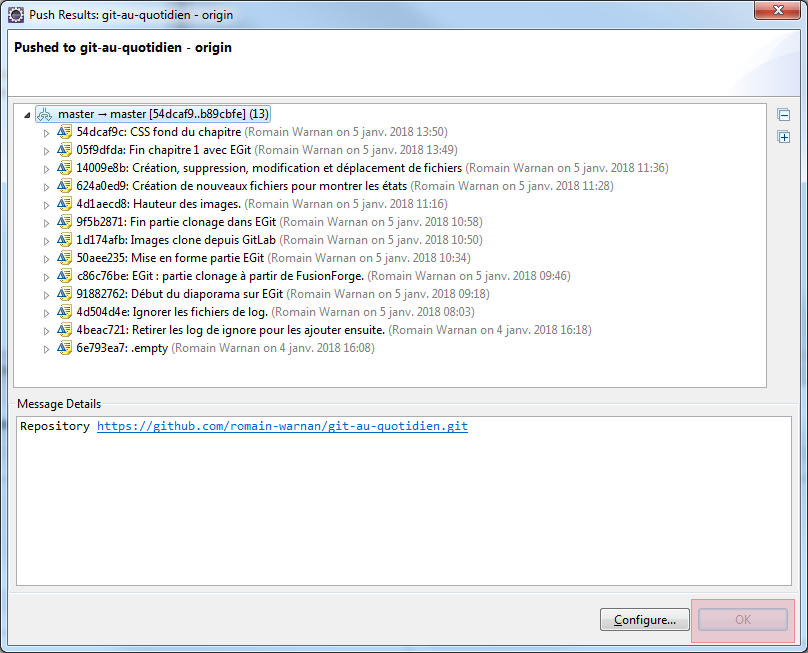 Push Results: git-au-quotidien - origin
Pushed to git-au-quotidien - origin
master → master [54dcaf9..b89cbfe] (13)
54dcaf9c: CSS fond du chapitre (Romain Warnan on 5 janv. 2018 13:50)
05f9dfda: Fin chapitre 1 avec EGit (Romain Warnan on 5 janv. 2018 13:49)
14009e8b: Création, suppression, modification et déplacement de fichiers (Romain Warnan on 5 janv. 2018 11:36)
624a0ed9: Création de nouveaux fichiers pour montrer les états (Romain Warnan on 5 janv. 2018 11:28)
4d1aecd8: Hauteur des images. (Romain Warnan on 5 janv. 2018 11:16)
9f5b2871: Fin partie clonage dans EGit (Romain Warnan on 5 janv. 2018 10:58)
1d174afb: Images clone depuis GitLab (Romain Warnan on 5 janv. 2018 10:50)
50aee235: Mise en forme partie EGit (Romain Warnan on 5 janv. 2018 10:34)
c86c76be: EGit : partie clonage à partir de FusionForge. (Romain Warnan on 5 janv. 2018 09:46)
91882762: Début du diaporama sur EGit (Romain Warnan on 5 janv. 2018 09:18)
4d504d4e: Ignorer les fichiers de log. (Romain Warnan on 5 janv. 2018 08:03)
4beac721: Retirer les log de ignore pour les ajouter ensuite. (Romain Warnan on 4 janv. 2018 16:18)
6e793ea7: .empty (Romain Warnan on 4 janv. 2018 16:08)
Message Details
Repository https://github.com/romain-warnan/git-au-quotidien.git
Configure... OK